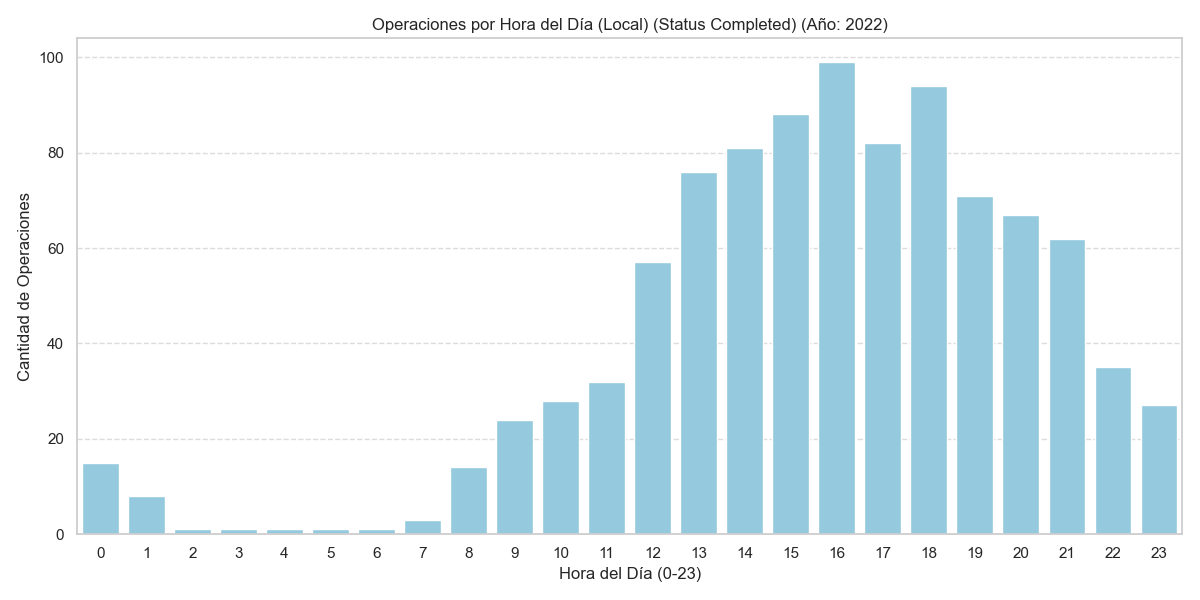 Operaciones por Hora del Día (Local) (Status Completed) (Año: 2022)
Cantidad de Operaciones
100
80
60
40
20
0
0 1 2 3 4 5 6 7 8 9 10 11 12 13 14 15 16 17 18 19 20 21 22 23
Hora del Día (0-23)